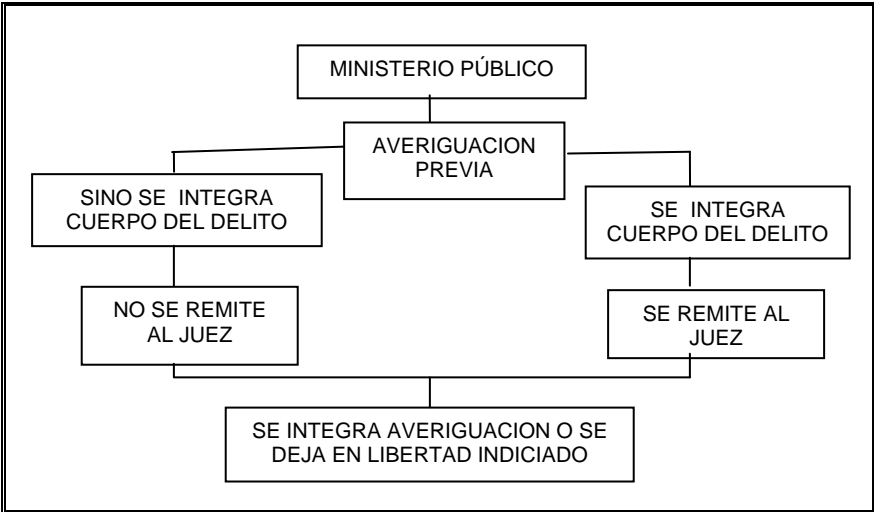 MINISTERIO PÚBLICO
AVERIGUACION
PREVIA
SINO SE INTEGRA
CUERPO DEL DELITO
SE INTEGRA
CUERPO DEL DELITO
NO SE REMITE
AL JUEZ
SE REMITE AL
JUEZ
SE INTEGRA AVERIGUACION O SE
DEJA EN LIBERTAD INDICIADO